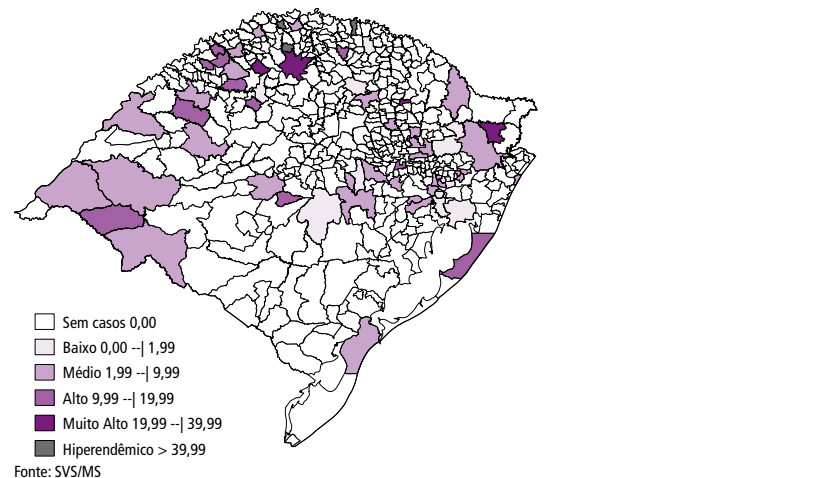 Sem casos 0,00
Baixo 0,00 --| 1,99
Médio 1,99 --| 9,99
Alto 9,99 --| 19,99
Muito Alto 19,99 --| 39,99
Hiperendêmico > 39,99
Fonte: SVS/MS